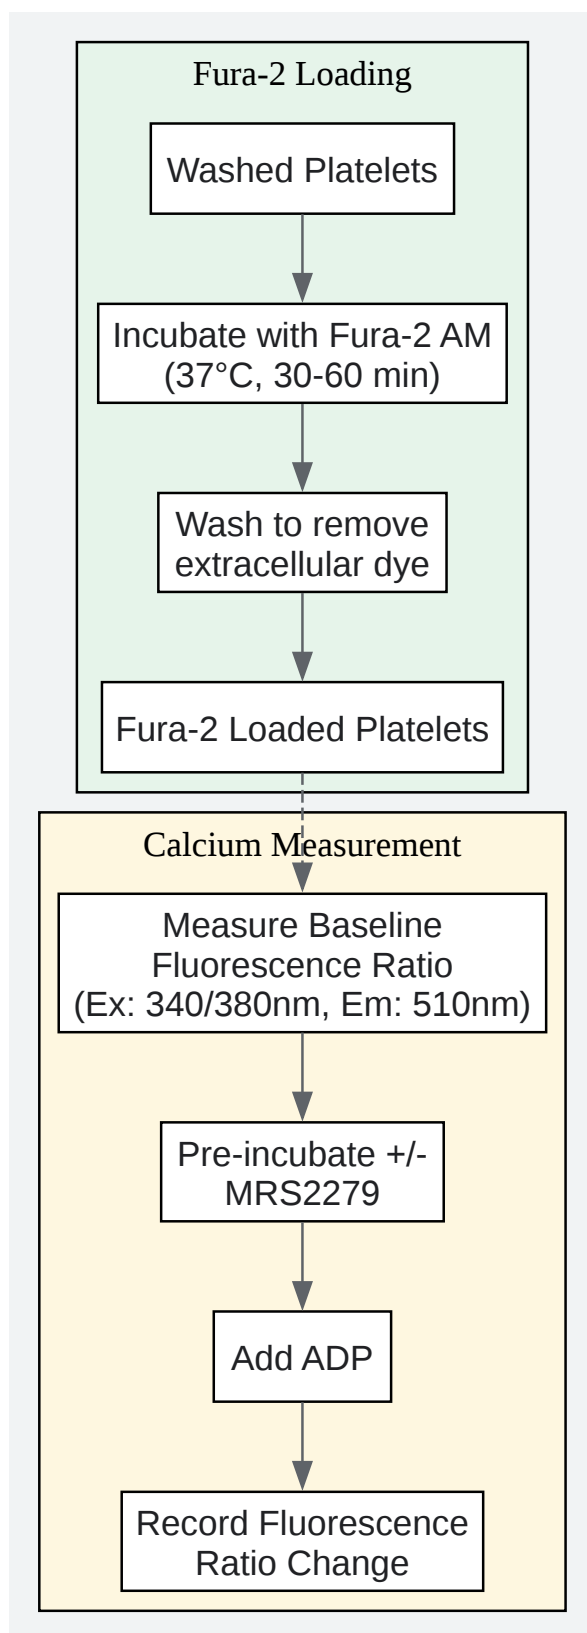 Fura-2 Loading
Washed Platelets
Incubate with Fura-2 AM
(37°C, 30-60 min)
Wash to remove
extracellular dye
Fura-2 Loaded Platelets
Calcium Measurement
Measure Baseline
Fluorescence Ratio
(Ex: 340/380nm, Em: 510nm)
Pre-incubate +/-
MRS2279
Add ADP
Record Fluorescence
Ratio Change